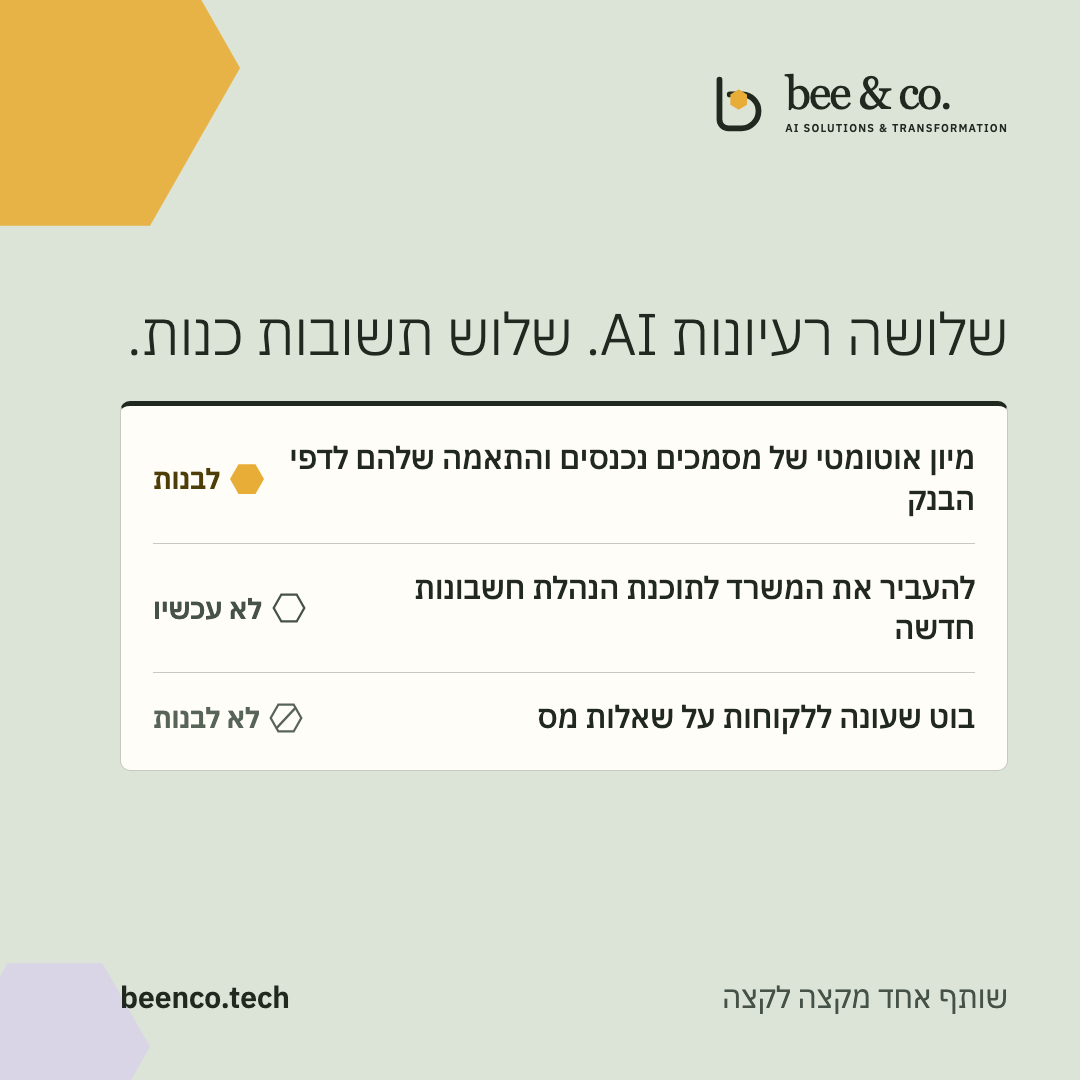 bee & co.
AI SOLUTIONS & TRANSFORMATION
שלושה רעיונות AI. שלוש תשובות כנות.
מיון אוטומטי של מסמכים נכנסים והתאמה שלהם לדפי
הבנק
לבנות
להעביר את המשרד לתוכנת הנהלת חשבונות
חדשה
לא עכשיו
בוט שעונה ללקוחות על שאלות מס
לא לבנות
שותף אחד מקצה לקצה
beenco.tech